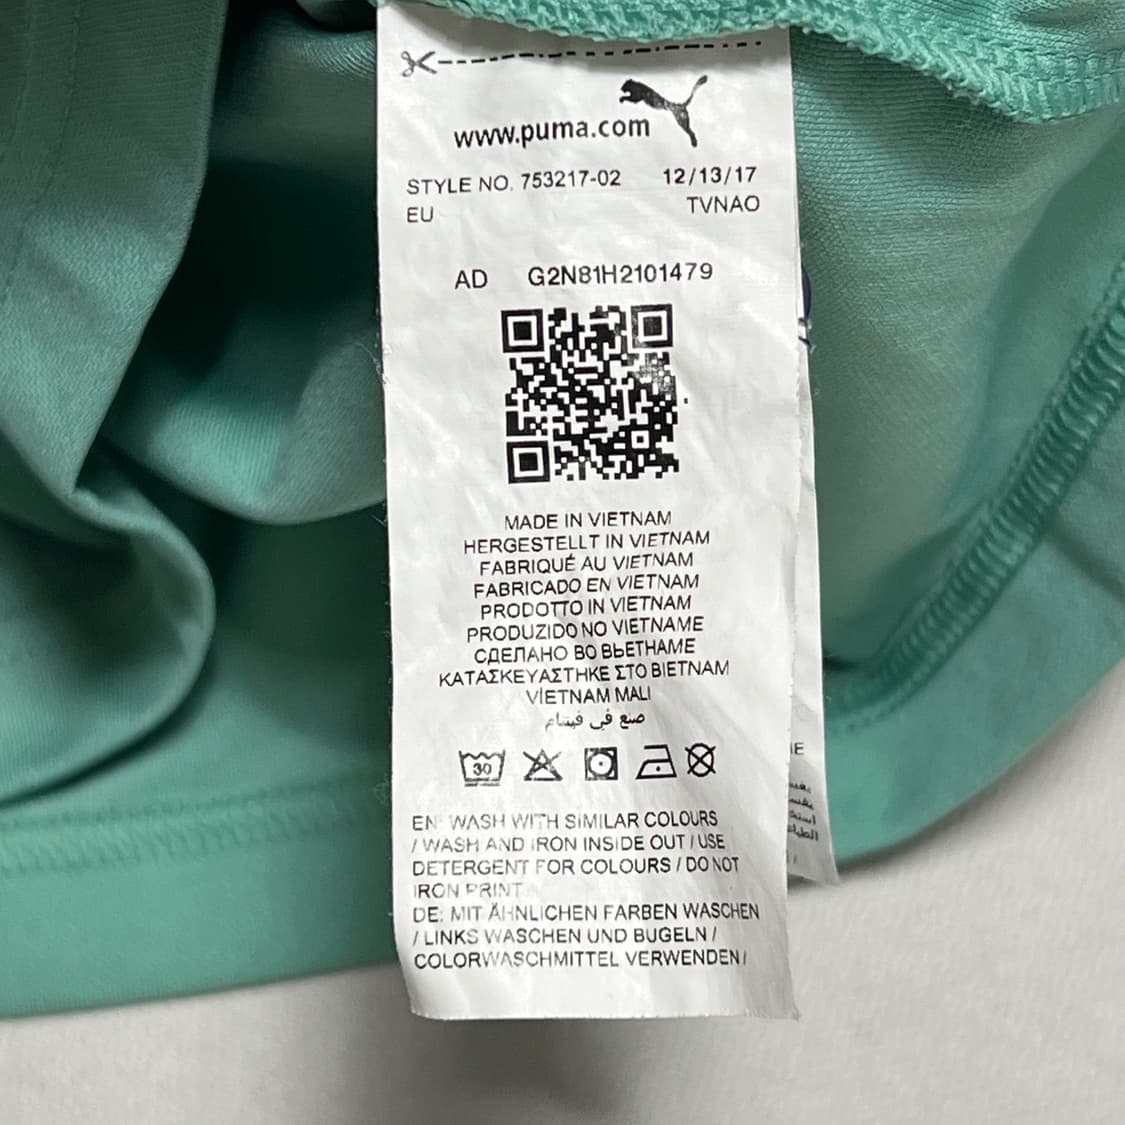 www.puma.com
STYLE NO. 753217-02 12/13/17
EU TVNAO
AD G2N81H2101479
MADE IN VIETNAM
HERGESTELLT IN VIETNAM
FABRIQUÉ AU VIETNAM
FABRICADO EN VIETNAM
PRODOTTO IN VIETNAM
PRODUZIDO NO VIETNAME
СДЕЛАНО ВО ВЬЕТНАМЕ
ΚΑΤΑΣΚΕΥΑΣΤΗΚΕ ΣΤΟ ΒΙΕΤΝΑΜ
VİETNAM MALI
صنع في فيتنام
30
EN: WASH WITH SIMILAR COLOURS
/ WASH AND IRON INSIDE OUT / USE
DETERGENT FOR COLOURS / DO NOT
IRON PRINT
DE: MIT ÄHNLICHEN FARBEN WASCHEN
/ LINKS WASCHEN UND BUGELN /
COLORWASCHMITTEL VERWENDEN/